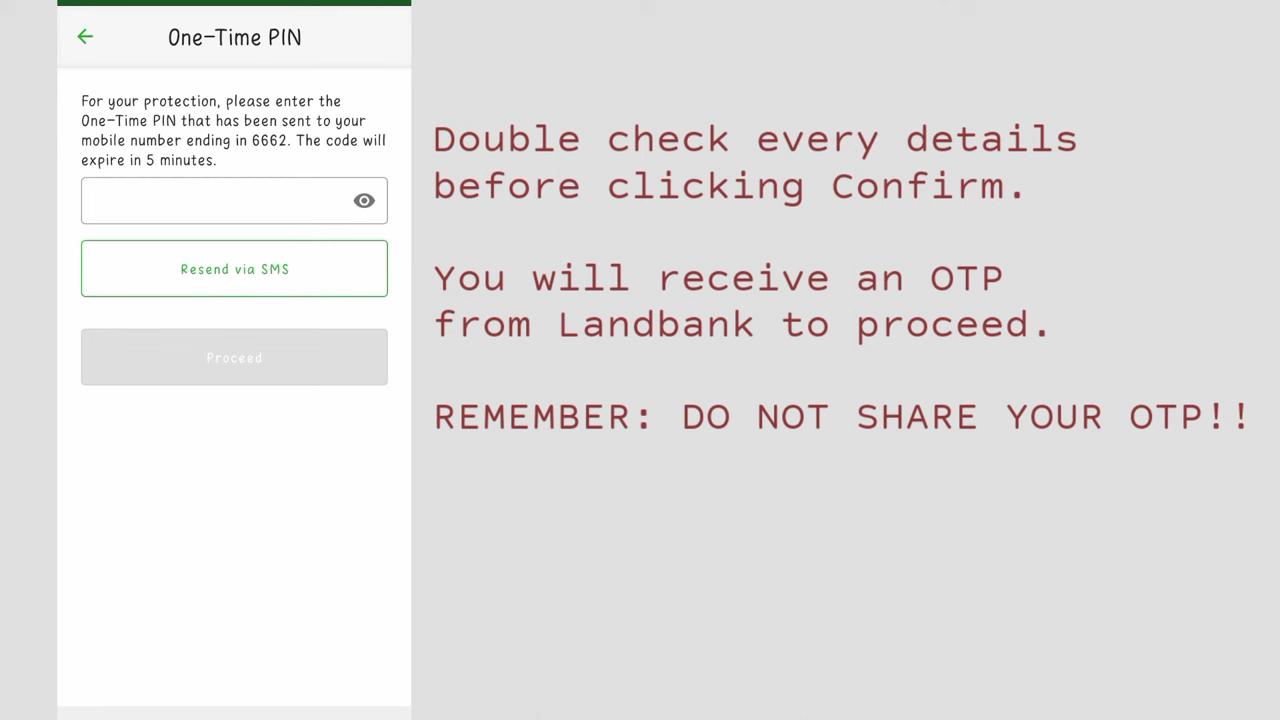 One-Time PIN
For your protection, please enter the
One-Time PIN that has been sent to your
mobile number ending in 6662. The code will
expire in 5 minutes.
Resend via SMS
Proceed
Double check every details
before clicking Confirm.
You will receive an OTP
from Landbank to proceed.
REMEMBER: DO NOT SHARE YOUR OTP!!